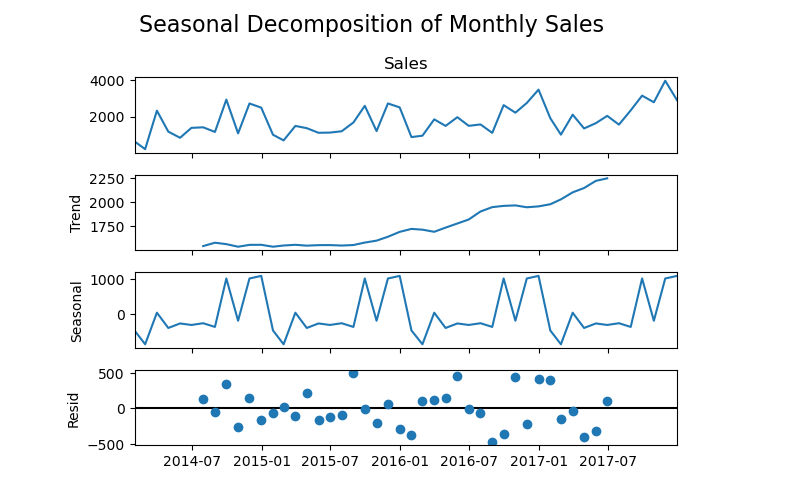 Seasonal Decomposition of Monthly Sales
Sales
4000
2000
Trend
2250
2000
1750
Seasonal
1000
0
Resid
500
0
−500
2014-07 2015-01 2015-07 2016-01 2016-07 2017-01 2017-07